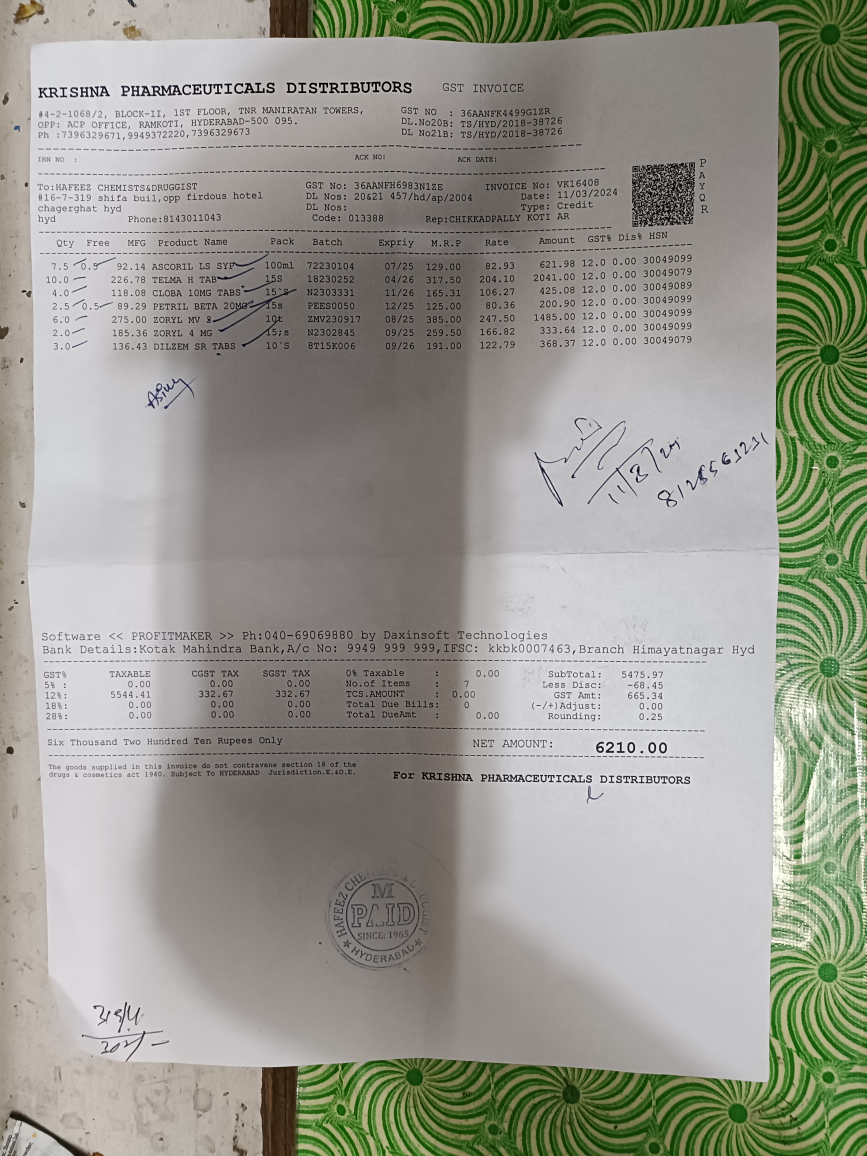 KRISHNA PHARMACEUTICALS DISTRIBUTORS GST INVOICE
#4-2-1068/2, BLOCK-II, 1ST FLOOR, TNR MANIRATAN TOWERS, GST NO : 36AANFK4499G1ZR
OPP: ACP OFFICE, RAMKOTI, HYDERABAD-500 095. DL.No20B: TS/HYD/2018-38726
Ph :7396329671,9949372220,7396329673 DL No21B: TS/HYD/2018-38726
IRN NO : ACK NO: ACK DATE:
P A Y Q R
To:HAFEEZ CHEMISTS&DRUGGIST GST No: 36AANFH6983N1ZE INVOICE No: VK16408
#16-7-319 shifa buil,opp firdous hotel DL Nos: 20&21 457/hd/ap/2004 Date: 11/03/2024
chagerghat hyd DL Nos: Type: Credit
hyd Phone:8143011043 Code: 013388 Rep:CHIKKADPALLY KOTI AR
Qty Free MFG Product Name Pack Batch Expriy M.R.P Rate Amount GST% Dis% HSN
7.5 0.5 92.14 ASCORIL LS SYP 100ml 72230104 07/25 129.00 82.93 621.98 12.0 0.00 30049099
10.0 226.78 TELMA H TAB 15S 18230252 04/26 317.50 204.10 2041.00 12.0 0.00 30049079
4.0 118.08 CLOBA 10MG TABS 15'S N2303331 11/26 165.31 106.27 425.08 12.0 0.00 30049089
2.5 0.5 89.29 PETRIL BETA 20MG 15s PEES0050 12/25 125.00 80.36 200.90 12.0 0.00 30049099
6.0 275.00 ZORYL MV 2 10t ZMV230917 08/25 385.00 247.50 1485.00 12.0 0.00 30049099
2.0 185.36 ZORYL 4 MG 15;s N2302845 09/25 259.50 166.82 333.64 12.0 0.00 30049099
3.0 136.43 DILZEM SR TABS 10'S 8T15K006 09/26 191.00 122.79 368.37 12.0 0.00 30049079
Software << PROFITMAKER >> Ph:040-69069880 by Daxinsoft Technologies
Bank Details:Kotak Mahindra Bank,A/c No: 9949 999 999,IFSC: kkbk0007463,Branch Himayatnagar Hyd
GST% TAXABLE CGST TAX SGST TAX 0% Taxable : 0.00 SubTotal: 5475.97
5% : 0.00 0.00 0.00 No.of Items : 7 Less Disc: -68.45
12%: 5544.41 332.67 332.67 TCS.AMOUNT : 0.00 GST Amt: 665.34
18%: 0.00 0.00 0.00 Total Due Bills: 0 (-/+)Adjust: 0.00
28%: 0.00 0.00 0.00 Total DueAmt : 0.00 Rounding: 0.25
Six Thousand Two Hundred Ten Rupees Only NET AMOUNT: 6210.00
The goods supplied in this invoice do not contravene section 18 of the
drugs & cosmetics act 1940. Subject To HYDERABAD Jurisdiction.E.&O.E.
For KRISHNA PHARMACEUTICALS DISTRIBUTORS
HAFEEZ CHEMIST & DRUGGIST
M
PAID
SINCE: 1965
HYDERABAD